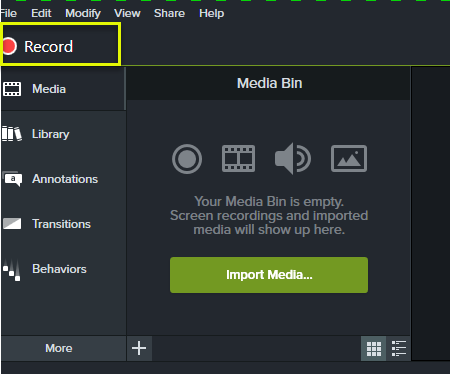 File Edit Modify View Share Help
Record
Media
Media Bin
Library
Annotations
a
Transitions
Behaviors
Your Media Bin is empty.
Screen recordings and imported
media will show up here.
Import Media...
More